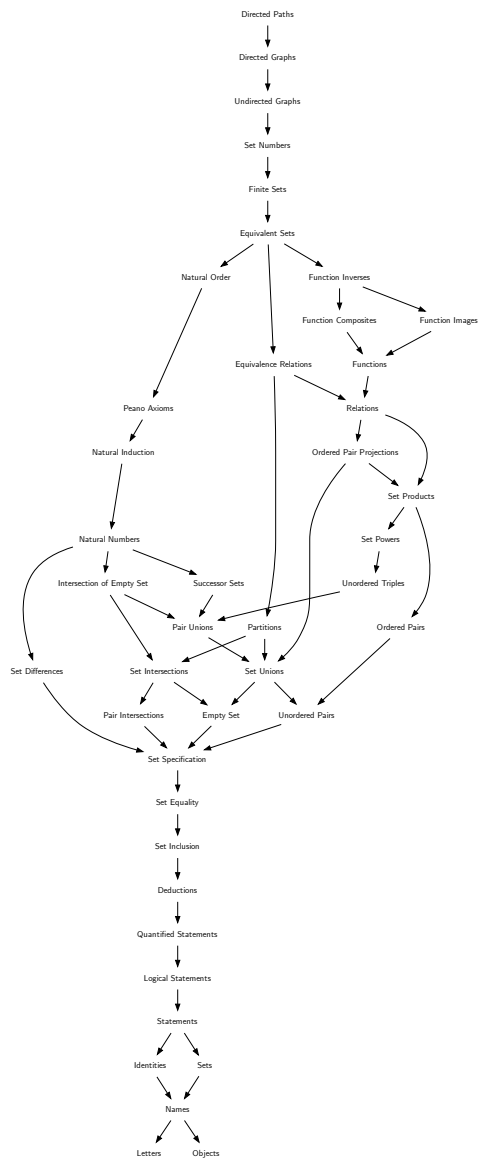 Directed Paths
Directed Graphs
Undirected Graphs
Set Numbers
Finite Sets
Equivalent Sets
Natural Order
Function Inverses
Function Composites
Function Images
Equivalence Relations
Functions
Peano Axioms
Relations
Natural Induction
Ordered Pair Projections
Set Products
Natural Numbers
Set Powers
Intersection of Empty Set
Successor Sets
Unordered Triples
Pair Unions
Partitions
Ordered Pairs
Set Differences
Set Intersections
Set Unions
Pair Intersections
Empty Set
Unordered Pairs
Set Specification
Set Equality
Set Inclusion
Deductions
Quantified Statements
Logical Statements
Statements
Identities
Sets
Names
Letters
Objects